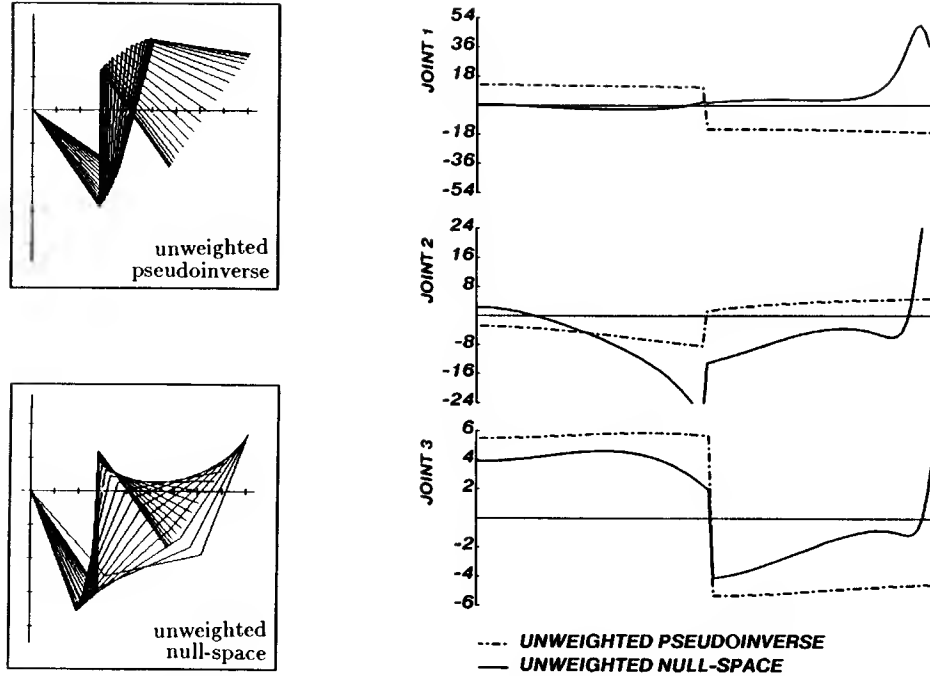 unweighted
pseudoinverse
unweighted
null-space
JOINT 1
54
36
18
-18
-36
-54
JOINT 2
24
16
8
-8
-16
-24
JOINT 3
6
4
2
-2
-4
-6
UNWEIGHTED PSEUDOINVERSE
UNWEIGHTED NULL-SPACE